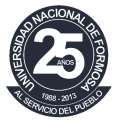 UNIVERSIDAD NACIONAL DE FORMOSA
25
AÑOS
1988 - 2013
AL SERVICIO DEL PUEBLO